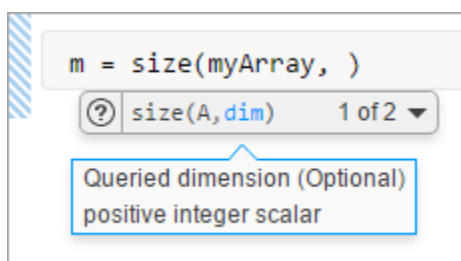 m = size(myArray, )
? size(A,dim) 1 of 2
Queried dimension (Optional)
positive integer scalar